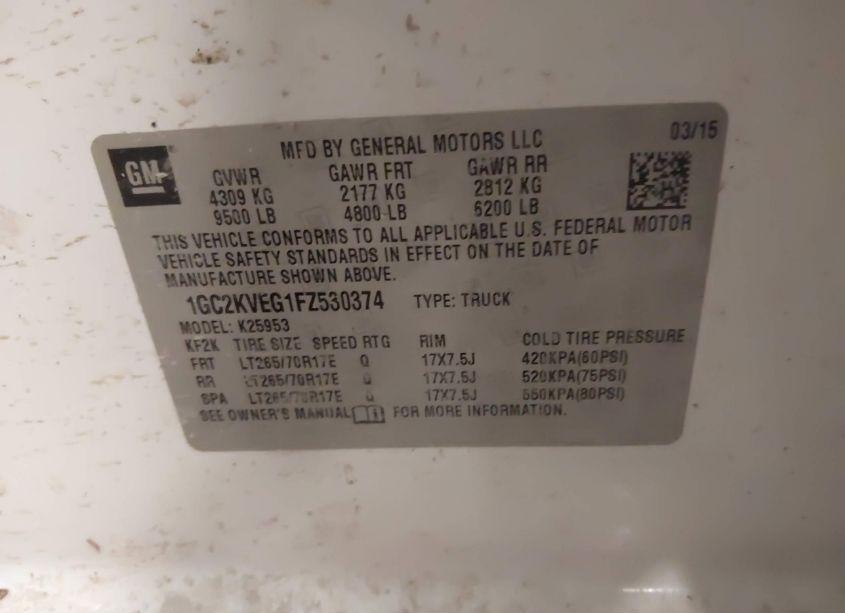 GM
MFD BY GENERAL MOTORS LLC 03/15
GVWR GAWR FRT GAWR RR
4309 KG 2177 KG 2812 KG
9500 LB 4800 LB 6200 LB
THIS VEHICLE CONFORMS TO ALL APPLICABLE U.S. FEDERAL MOTOR
VEHICLE SAFETY STANDARDS IN EFFECT ON THE DATE OF
MANUFACTURE SHOWN ABOVE.
1GC2KVEG1FZ530374 TYPE: TRUCK
MODEL: K25953
KF2K TIRE SIZE SPEED RTG RIM COLD TIRE PRESSURE
FRT LT265/70R17E Q 17X7.5J 420KPA(60PSI)
RR LT265/70R17E Q 17X7.5J 520KPA(75PSI)
SPA LT265/70R17E Q 17X7.5J 550KPA(80PSI)
SEE OWNER'S MANUAL FOR MORE INFORMATION.